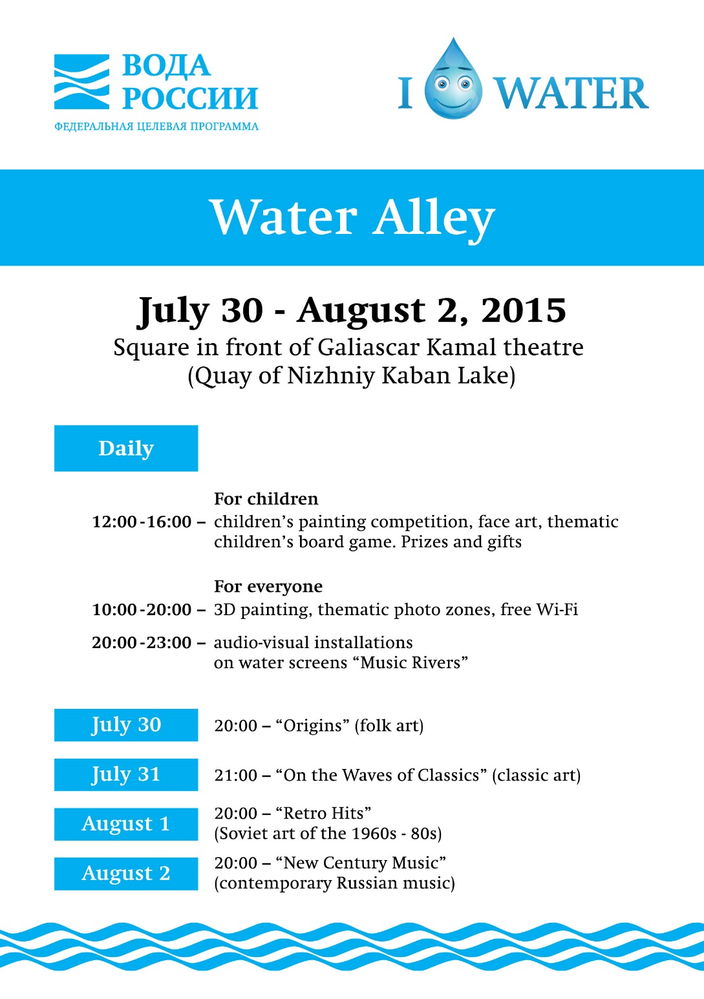 ВОДА
РОССИИ
ФЕДЕРАЛЬНАЯ ЦЕЛЕВАЯ ПРОГРАММА
I WATER
Water Alley
July 30 - August 2, 2015
Square in front of Galiascar Kamal theatre
(Quay of Nizhniy Kaban Lake)
Daily
For children
12:00-16:00 – children’s painting competition, face art, thematic
children’s board game. Prizes and gifts
For everyone
10:00-20:00 – 3D painting, thematic photo zones, free Wi-Fi
20:00-23:00 – audio-visual installations
on water screens “Music Rivers”
July 30 20:00 – “Origins” (folk art)
July 31 21:00 – “On the Waves of Classics” (classic art)
August 1 20:00 – “Retro Hits”
(Soviet art of the 1960s - 80s)
August 2 20:00 – “New Century Music”
(contemporary Russian music)